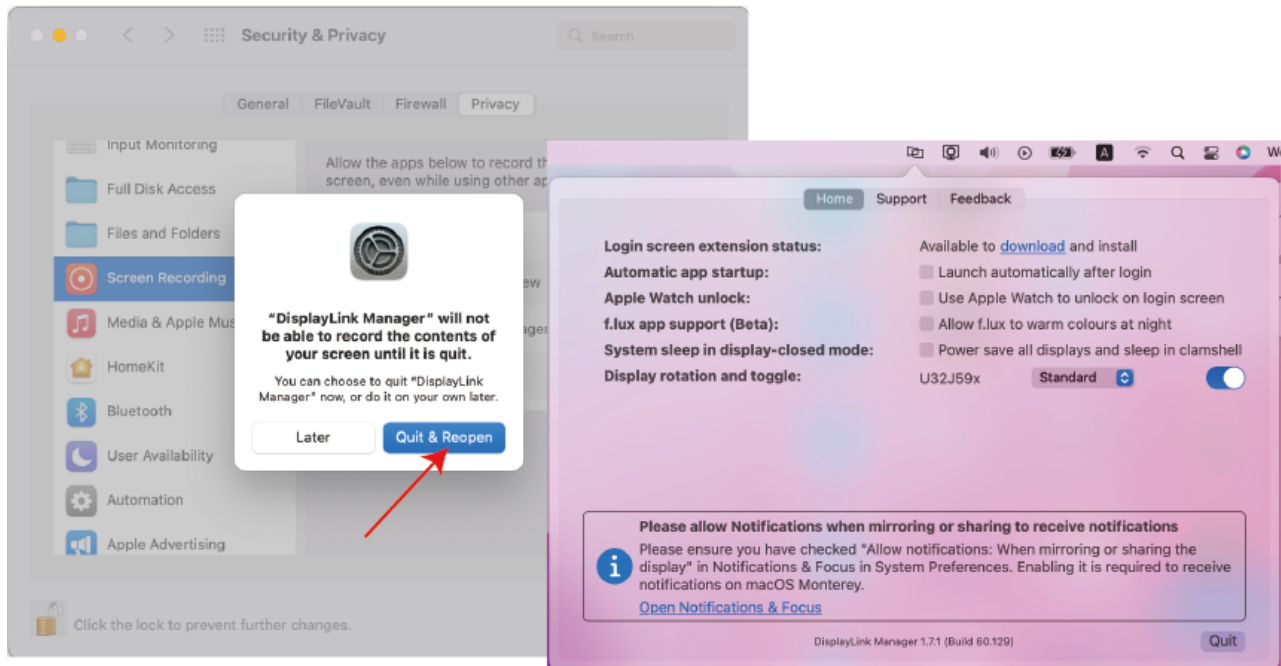 Security & Privacy
Search
General FileVault Firewall Privacy
Input Monitoring
Full Disk Access
Files and Folders
Screen Recording
Media & Apple Mus
HomeKit
Bluetooth
User Availability
Automation
Apple Advertising
Allow the apps below to record th
screen, even while using other ap
ew
ager
"DisplayLink Manager" will not
be able to record the contents of
your screen until it is quit.
You can choose to quit "DisplayLink
Manager" now, or do it on your own later.
Later Quit & Reopen
Click the lock to prevent further changes.
A We
Home Support Feedback
Login screen extension status: Available to download and install
Automatic app startup: Launch automatically after login
Apple Watch unlock: Use Apple Watch to unlock on login screen
f.lux app support (Beta): Allow f.lux to warm colours at night
System sleep in display-closed mode: Power save all displays and sleep in clamshell
Display rotation and toggle: U32J59x Standard
Please allow Notifications when mirroring or sharing to receive notifications
Please ensure you have checked "Allow notifications: When mirroring or sharing the
display" in Notifications & Focus in System Preferences. Enabling it is required to receive
notifications on macOS Monterey.
Open Notifications & Focus
DisplayLink Manager 1.7.1 (Build 60.129)
Quit